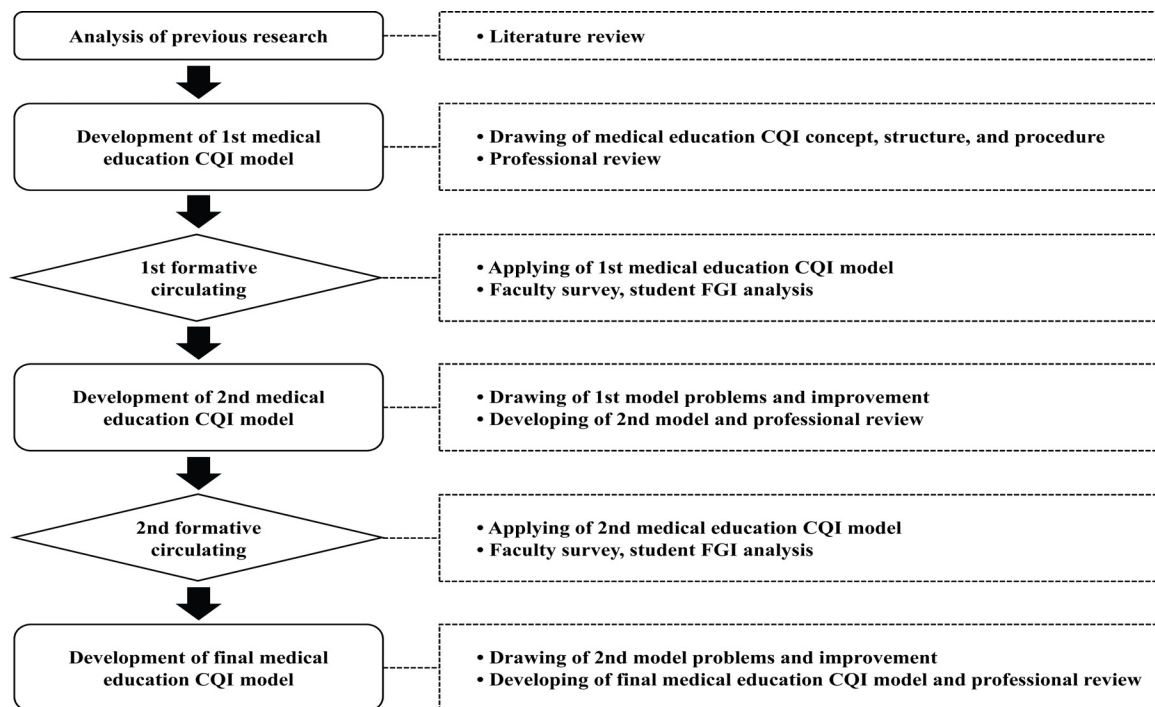 Analysis of previous research
• Literature review
Development of 1st medical
education CQI model
• Drawing of medical education CQI concept, structure, and procedure
• Professional review
1st formative
circulating
• Applying of 1st medical education CQI model
• Faculty survey, student FGI analysis
Development of 2nd medical
education CQI model
• Drawing of 1st model problems and improvement
• Developing of 2nd model and professional review
2nd formative
circulating
• Applying of 2nd medical education CQI model
• Faculty survey, student FGI analysis
Development of final medical
education CQI model
• Drawing of 2nd model problems and improvement
• Developing of final medical education CQI model and professional review